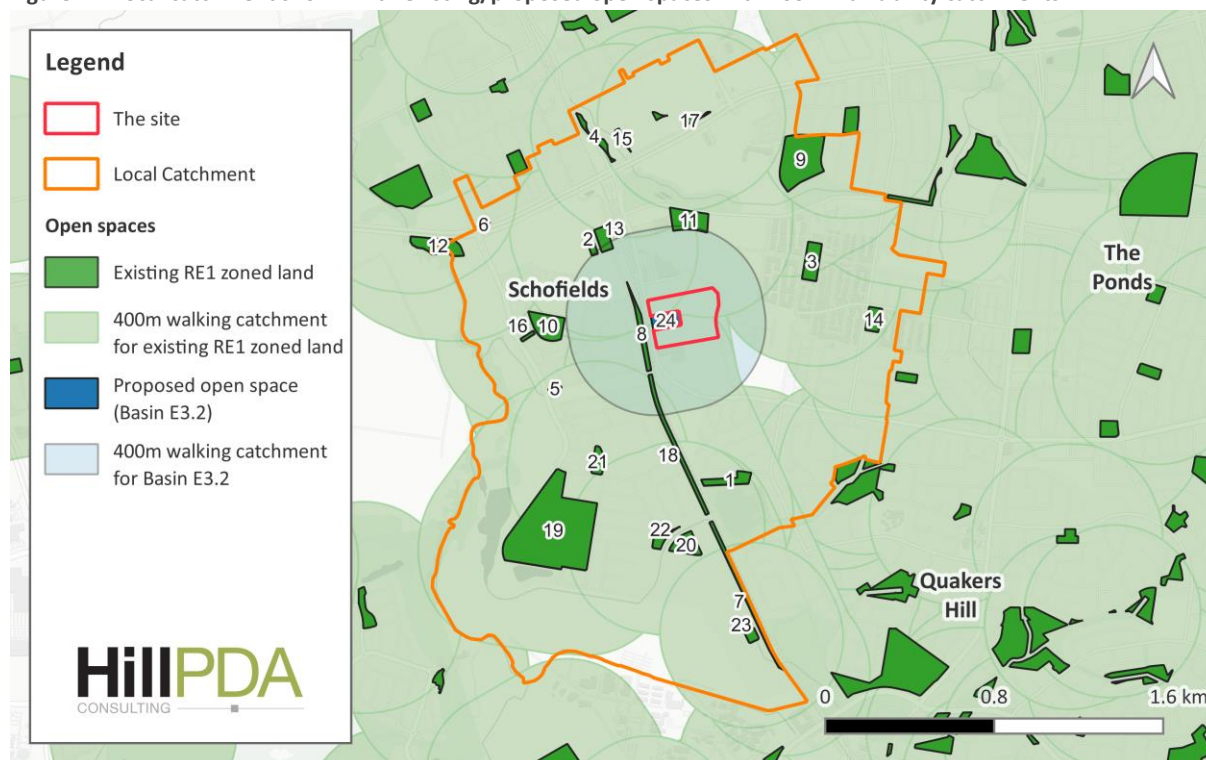 Legend
The site
Local Catchment
Open spaces
Existing RE1 zoned land
400m walking catchment
for existing RE1 zoned land
Proposed open space
(Basin E3.2)
400m walking catchment
for Basin E3.2
HillPDA
CONSULTING
17
4
15
9
6
13
11
2
12
3
The
Ponds
Schofields
24
14
16
10
8
5
18
21
1
19
22
20
Quakers
Hill
7
23
0
0.8
1.6 km